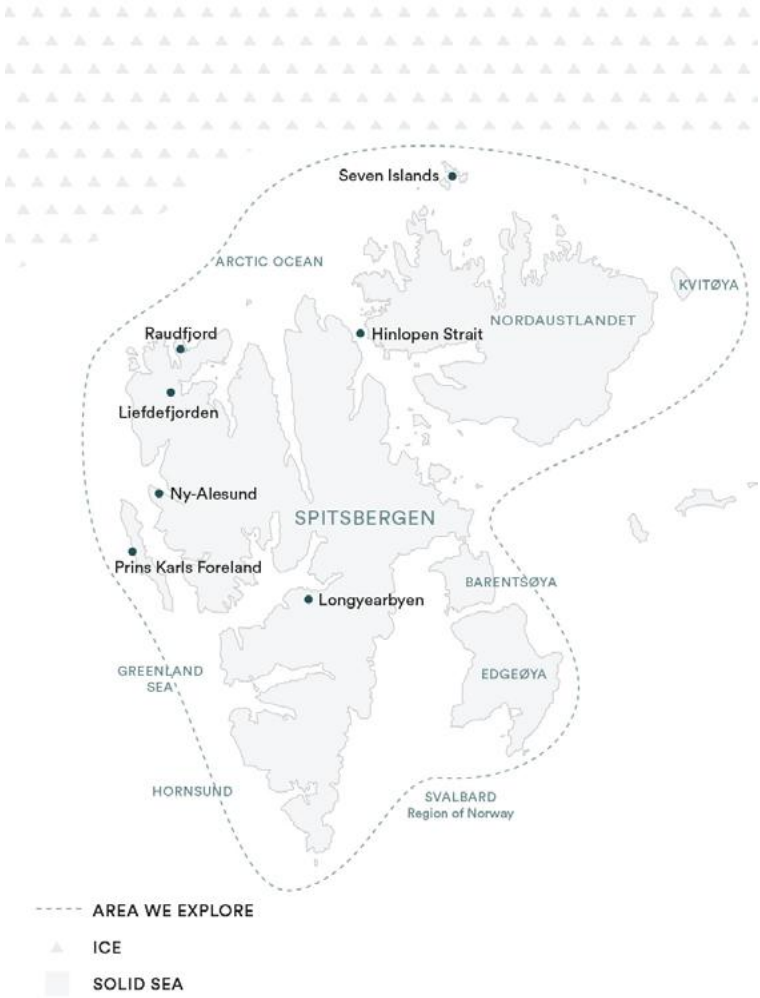 Seven Islands
ARCTIC OCEAN
KVITØYA
NORDAUSTLANDET
Raudfjord
Hinlopen Strait
Liefdefjorden
Ny-Alesund
SPITSBERGEN
Prins Karls Foreland
BARENTSØYA
Longyearbyen
GREENLAND
SEA
EDGEØYA
HORNSUND
SVALBARD
Region of Norway
AREA WE EXPLORE
ICE
SOLID SEA